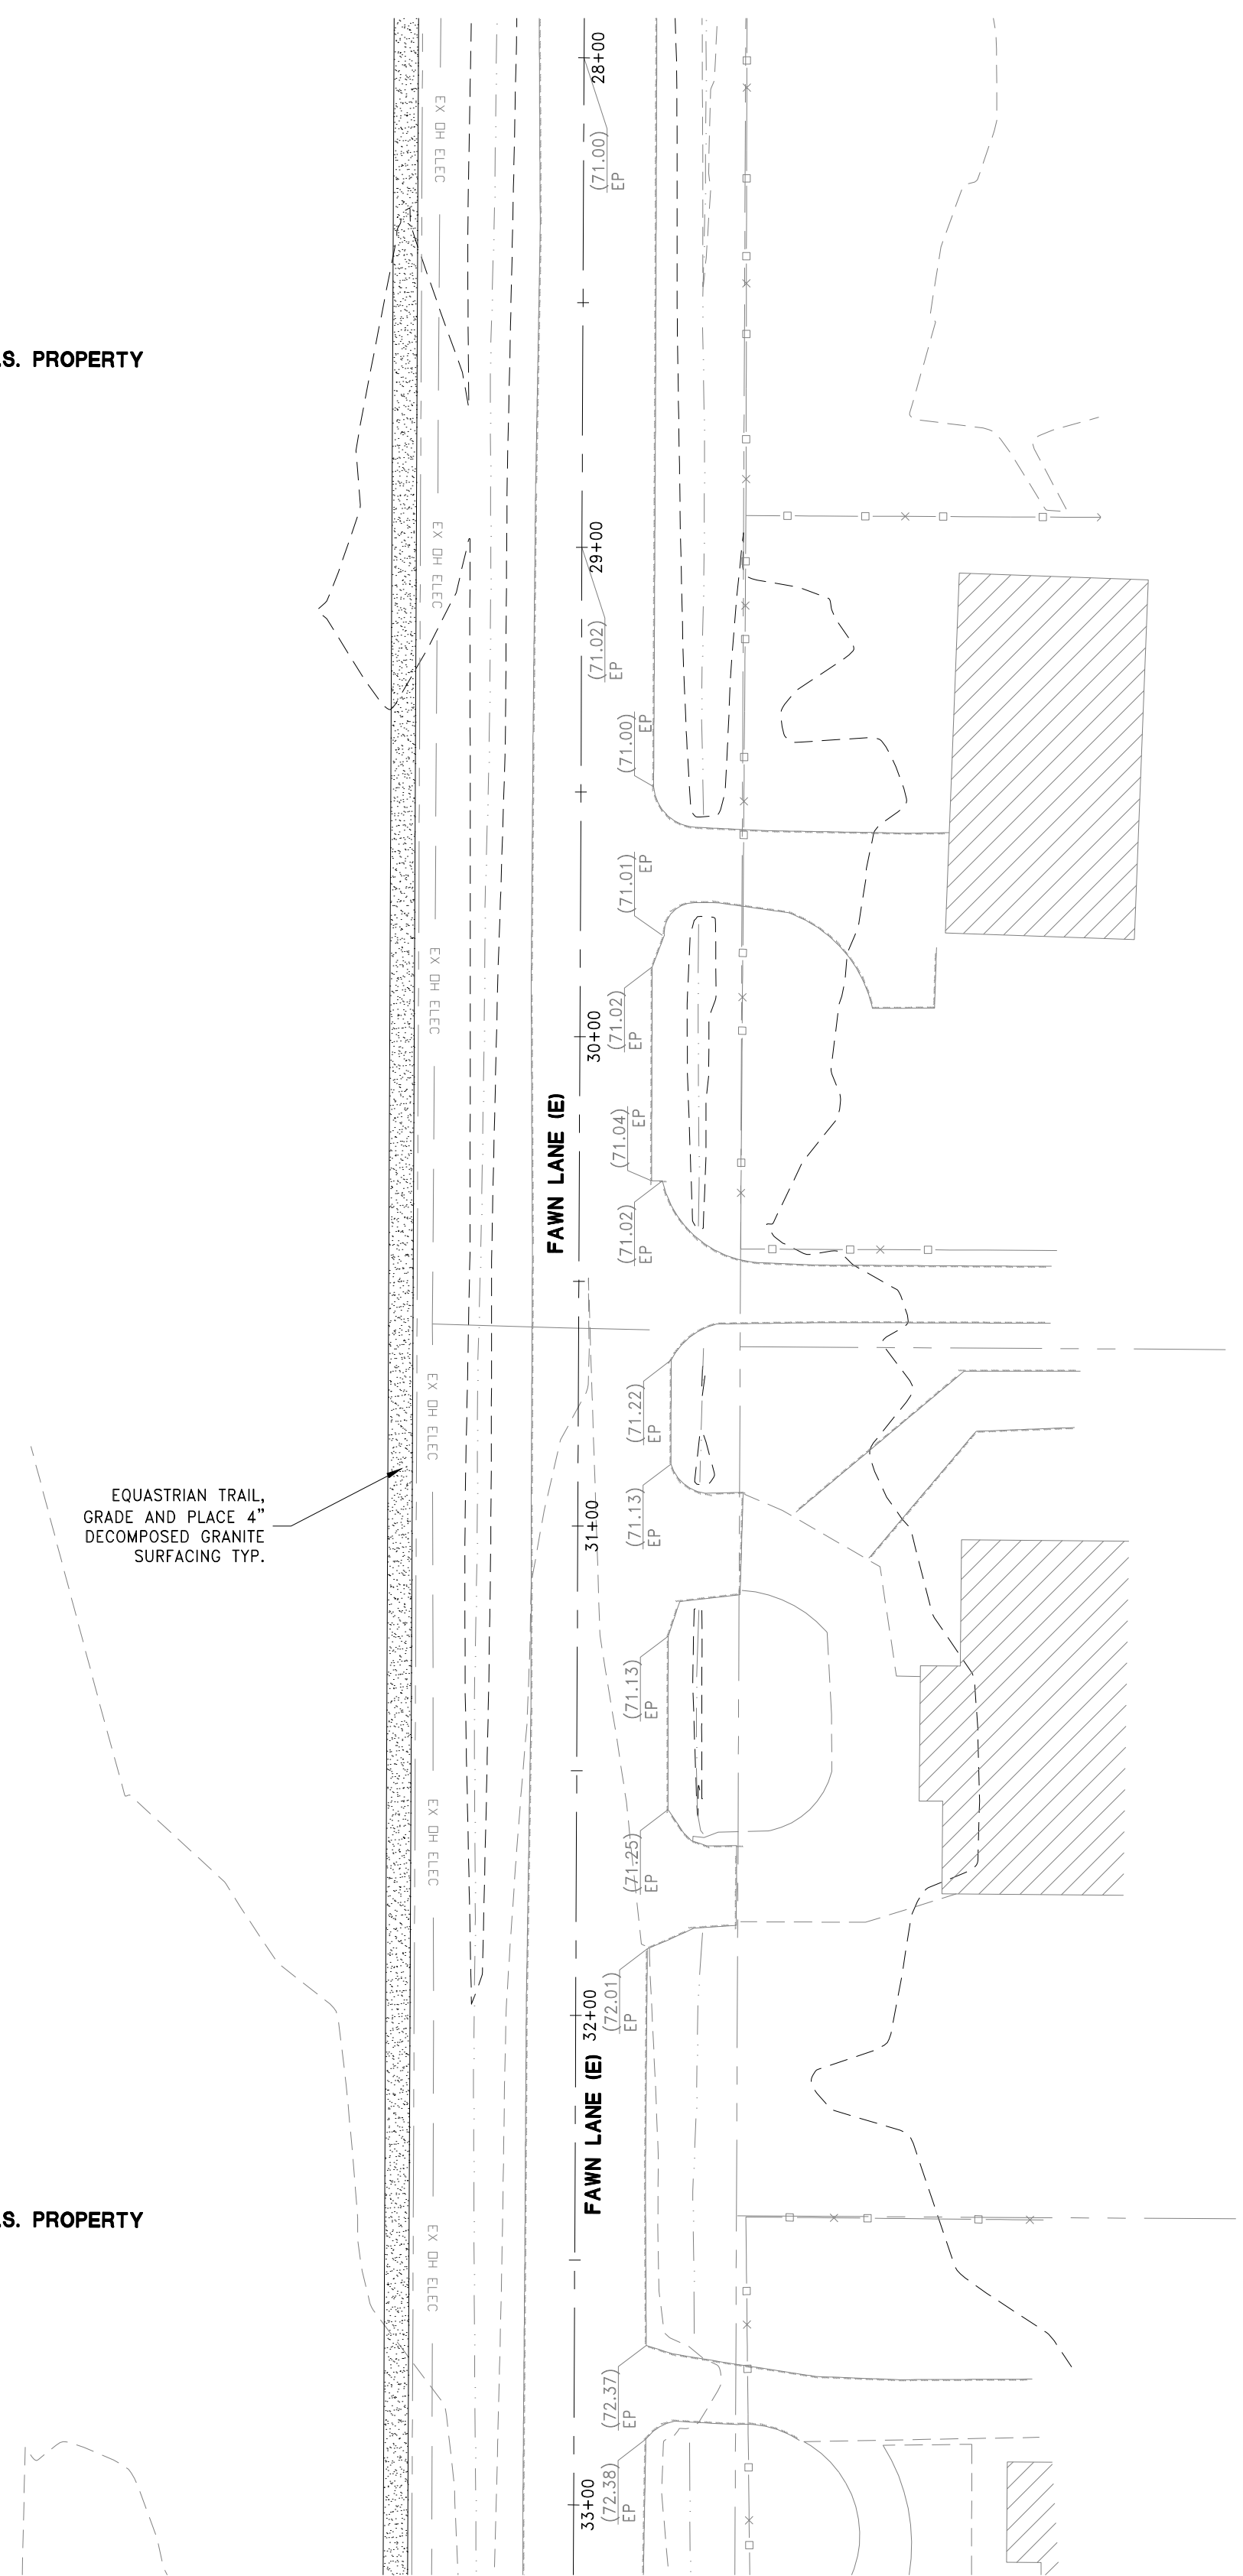 28+00
EX OH ELEC
(71.00)
EP
.S. PROPERTY
EX OH ELEC
29+00
(71.02)
EP
(71.00)
EP
(71.01)
EP
EX OH ELEC
(71.02)
EP
30+00
FAWN LANE (E)
(71.04)
EP
(71.02)
EP
EX OH ELEC
(71.22)
EP
EQUASTRIAN TRAIL,
GRADE AND PLACE 4"
DECOMPOSED GRANITE
SURFACING TYP.
(71.13)
EP
31+00
(71.13)
EP
EX OH ELEC
(71.25)
EP
(72.01)
EP
32+00
FAWN LANE (E)
.S. PROPERTY
EX OH ELEC
(72.37)
EP
(72.38)
EP
33+00